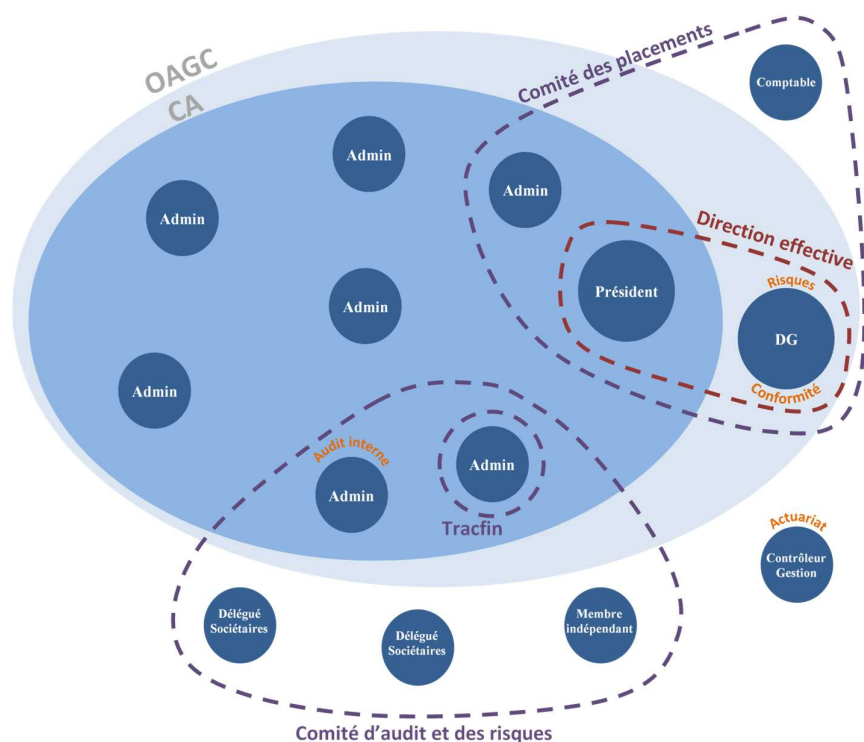 OAGC
CA
Comité des placements
Comptable
Admin
Admin
Admin
Direction effective
Président
Risques
DG
Conformité
Admin
Admin
Audit interne
Admin
Admin
Tracfin
Actuariat
Contrôleur
Gestion
Délégué
Sociétaires
Délégué
Sociétaires
Membre
indépendant
Comité d’audit et des risques